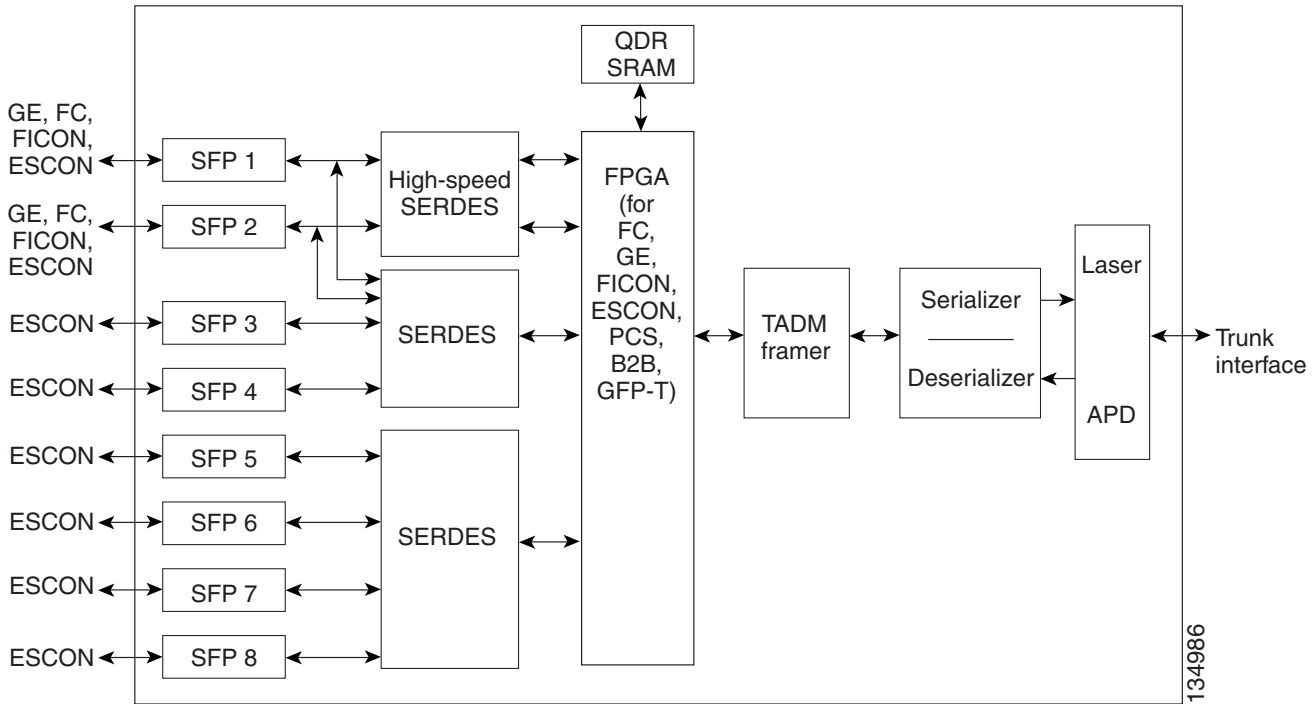 QDR
SRAM
GE, FC,
FICON,
ESCON
SFP 1
High-speed
SERDES
FPGA
(for
FC,
GE,
FICON,
ESCON,
PCS,
B2B,
GFP-T)
GE, FC,
FICON,
ESCON
SFP 2
ESCON
SFP 3
SERDES
ESCON
SFP 4
TADM
framer
Serializer
Deserializer
Laser
APD
Trunk
interface
ESCON
SFP 5
ESCON
SFP 6
SERDES
ESCON
SFP 7
ESCON
SFP 8
134986